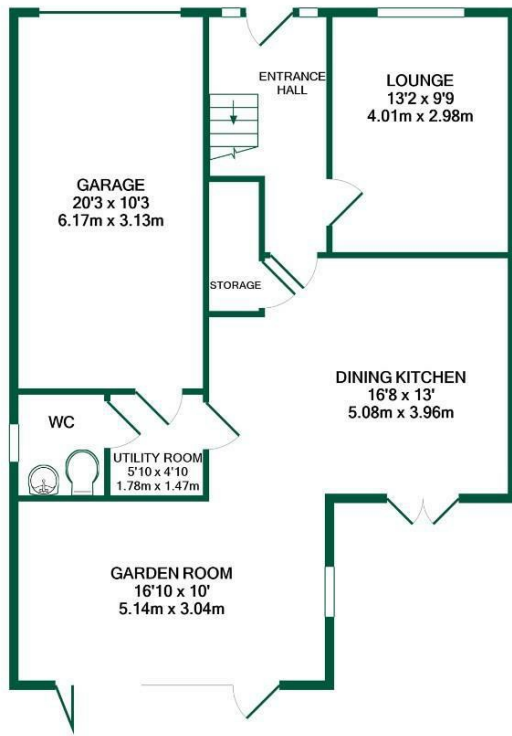 ENTRANCE
HALL
LOUNGE
13'2 x 9'9
4.01m x 2.98m
GARAGE
20'3 x 10'3
6.17m x 3.13m
STORAGE
DINING KITCHEN
16'8 x 13'
5.08m x 3.96m
WC
UTILITY ROOM
5'10 x 4'10
1.78m x 1.47m
GARDEN ROOM
16'10 x 10'
5.14m x 3.04m